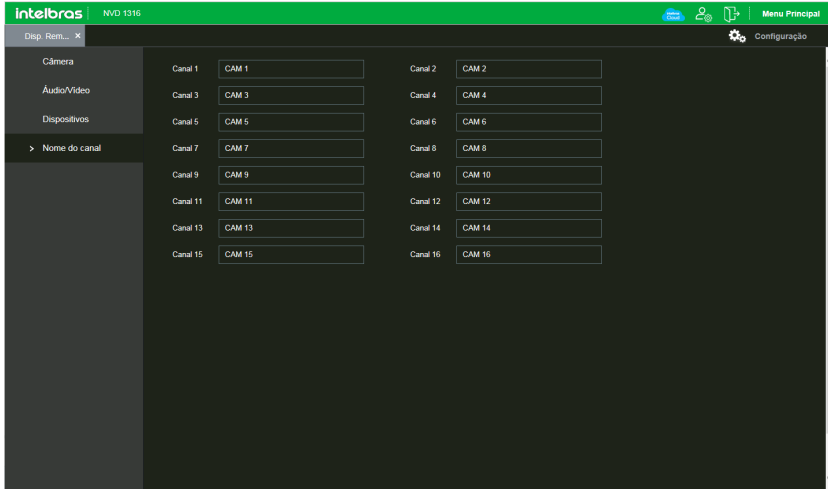 intelbras NVD 1316 intelbras Cloud Menu Principal
Disp. Rem... × Configuração
Câmera
Áudio/Vídeo
Dispositivos
> Nome do canal
Canal 1 CAM 1 Canal 2 CAM 2
Canal 3 CAM 3 Canal 4 CAM 4
Canal 5 CAM 5 Canal 6 CAM 6
Canal 7 CAM 7 Canal 8 CAM 8
Canal 9 CAM 9 Canal 10 CAM 10
Canal 11 CAM 11 Canal 12 CAM 12
Canal 13 CAM 13 Canal 14 CAM 14
Canal 15 CAM 15 Canal 16 CAM 16